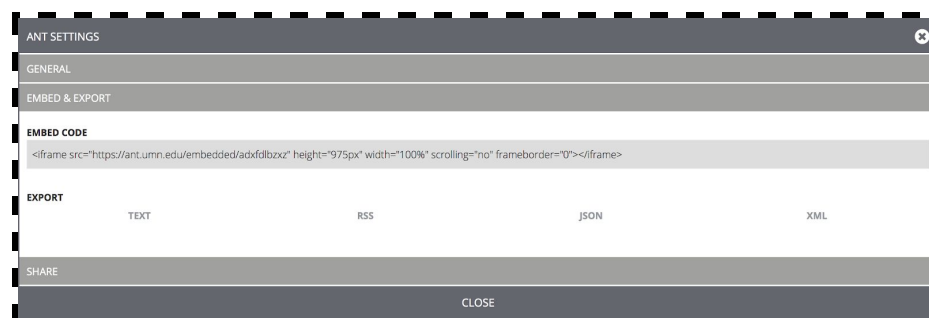 ANT SETTINGS
GENERAL
EMBED & EXPORT
EMBED CODE
<iframe src="https://ant.umn.edu/embedded/adxfdlbzxz" height="975px" width="100%" scrolling="no" frameborder="0"></iframe>
EXPORT
TEXT RSS JSON XML
SHARE
CLOSE